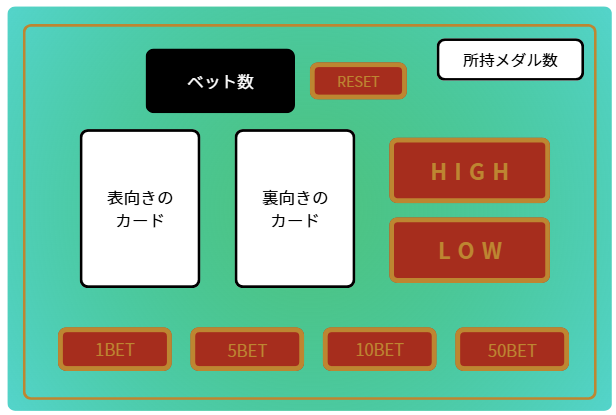 所持メダル数
ベット数
RESET
表向きの
カード
裏向きの
カード
HIGH
LOW
1BET
5BET
10BET
50BET